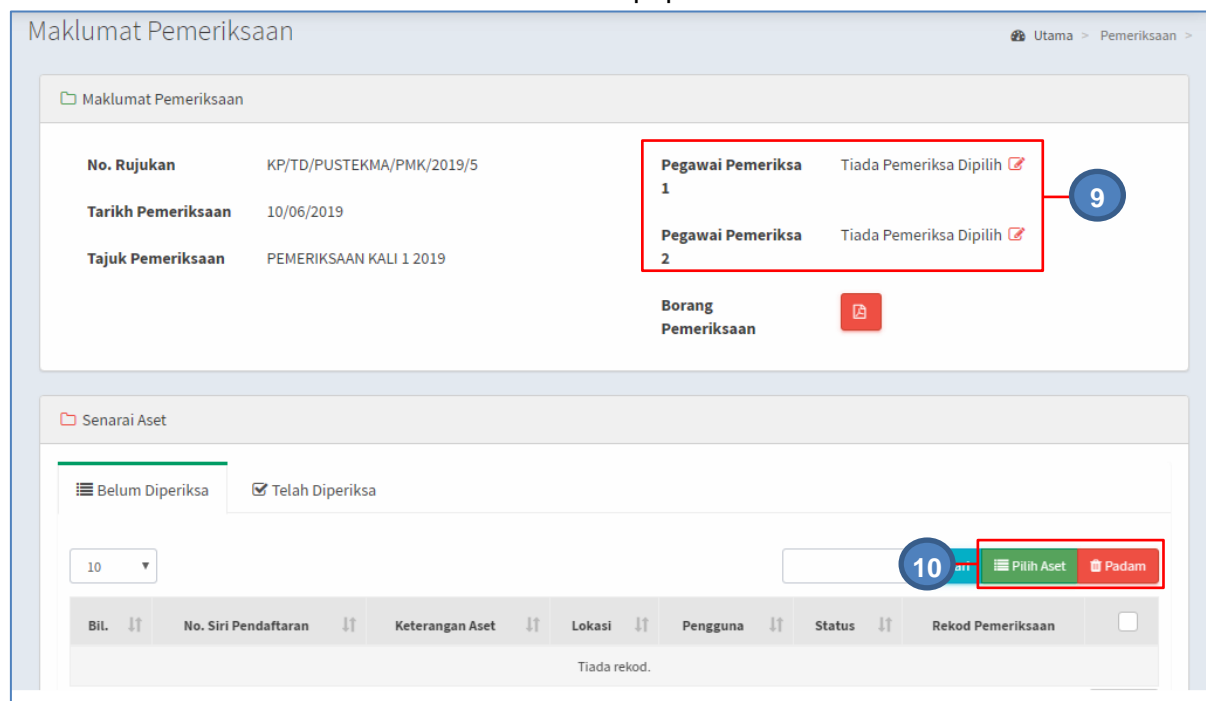 Maklumat Pemeriksaan
Utama > Pemeriksaan >
Maklumat Pemeriksaan
No. Rujukan KP/TD/PUSTEKMA/PMK/2019/5
Tarikh Pemeriksaan 10/06/2019
Tajuk Pemeriksaan PEMERIKSAAN KALI 1 2019
Pegawai Pemeriksa Tiada Pemeriksa Dipilih
1
9
Pegawai Pemeriksa Tiada Pemeriksa Dipilih
2
Borang
Pemeriksaan
Senarai Aset
Belum Diperiksa Telah Diperiksa
10
10 Pilih Aset Padam
Bil. No. Siri Pendaftaran Keterangan Aset Lokasi Pengguna Status Rekod Pemeriksaan
Tiada rekod.